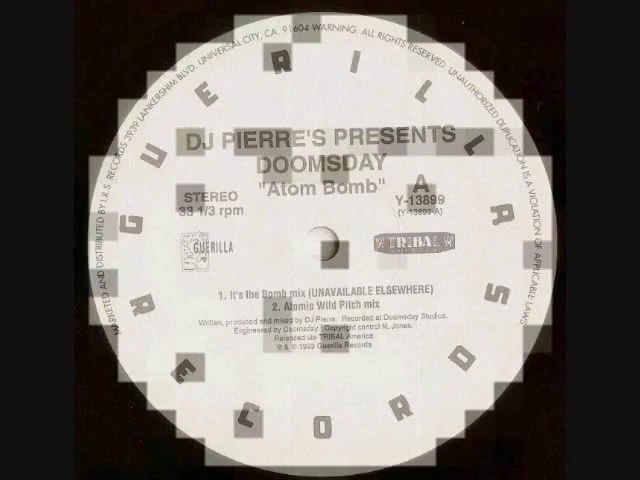 MARKETED AND DISTRIBUTED BY I.R.S. RECORDS 3939 LANKERSHIM BLVD. UNIVERSAL CITY, CA. 91604 WARNING: ALL RIGHTS RESERVED. UNAUTHORIZED DUPLICATION IS A VIOLATION OF APPLICABLE LAWS
GUERILLA RECORDS
DJ PIERRE'S PRESENTS
DOOMSDAY
"Atom Bomb"
STEREO
33 1/3 rpm
A
Y-13899
(Y-13899-A)
GUERILLA
TRIBAL
1. It's the Bomb mix (UNAVAILABLE ELSEWHERE)
2. Atomic Wild Pitch mix
Written, produced and mixed by DJ Pierre. Recorded at Doomsday Studios.
Engineered by Doomsday. Copyright control N. Jones.
Released via TRIBAL America
℗ & © 1993 Guerilla Records